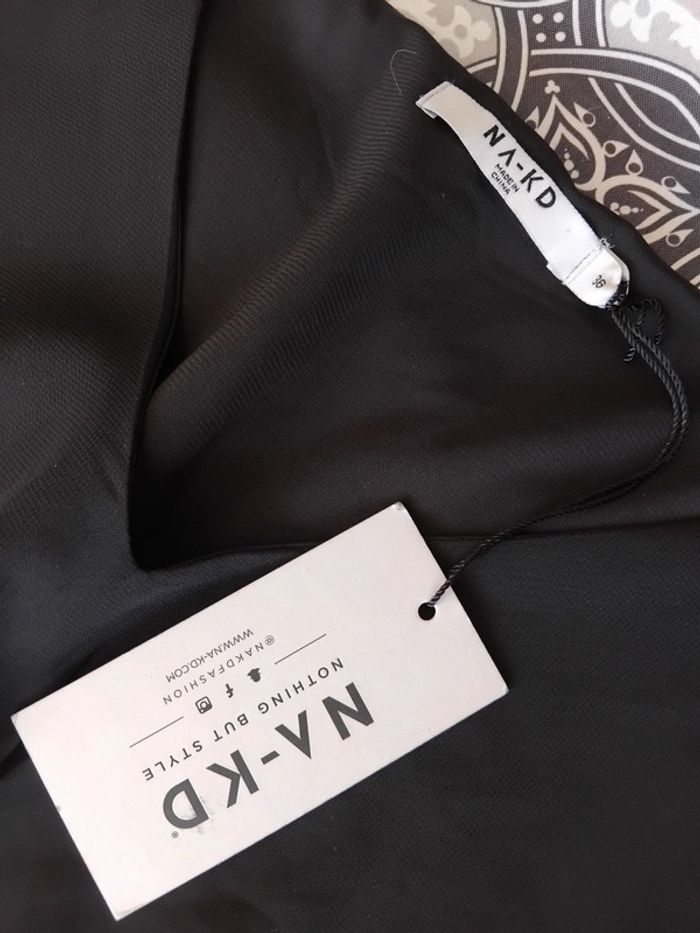 NA-KD
MADE IN
CHINA
36
NA-KD®
NOTHING BUT STYLE
@NAKDFASHION
WWW.NA-KD.COM